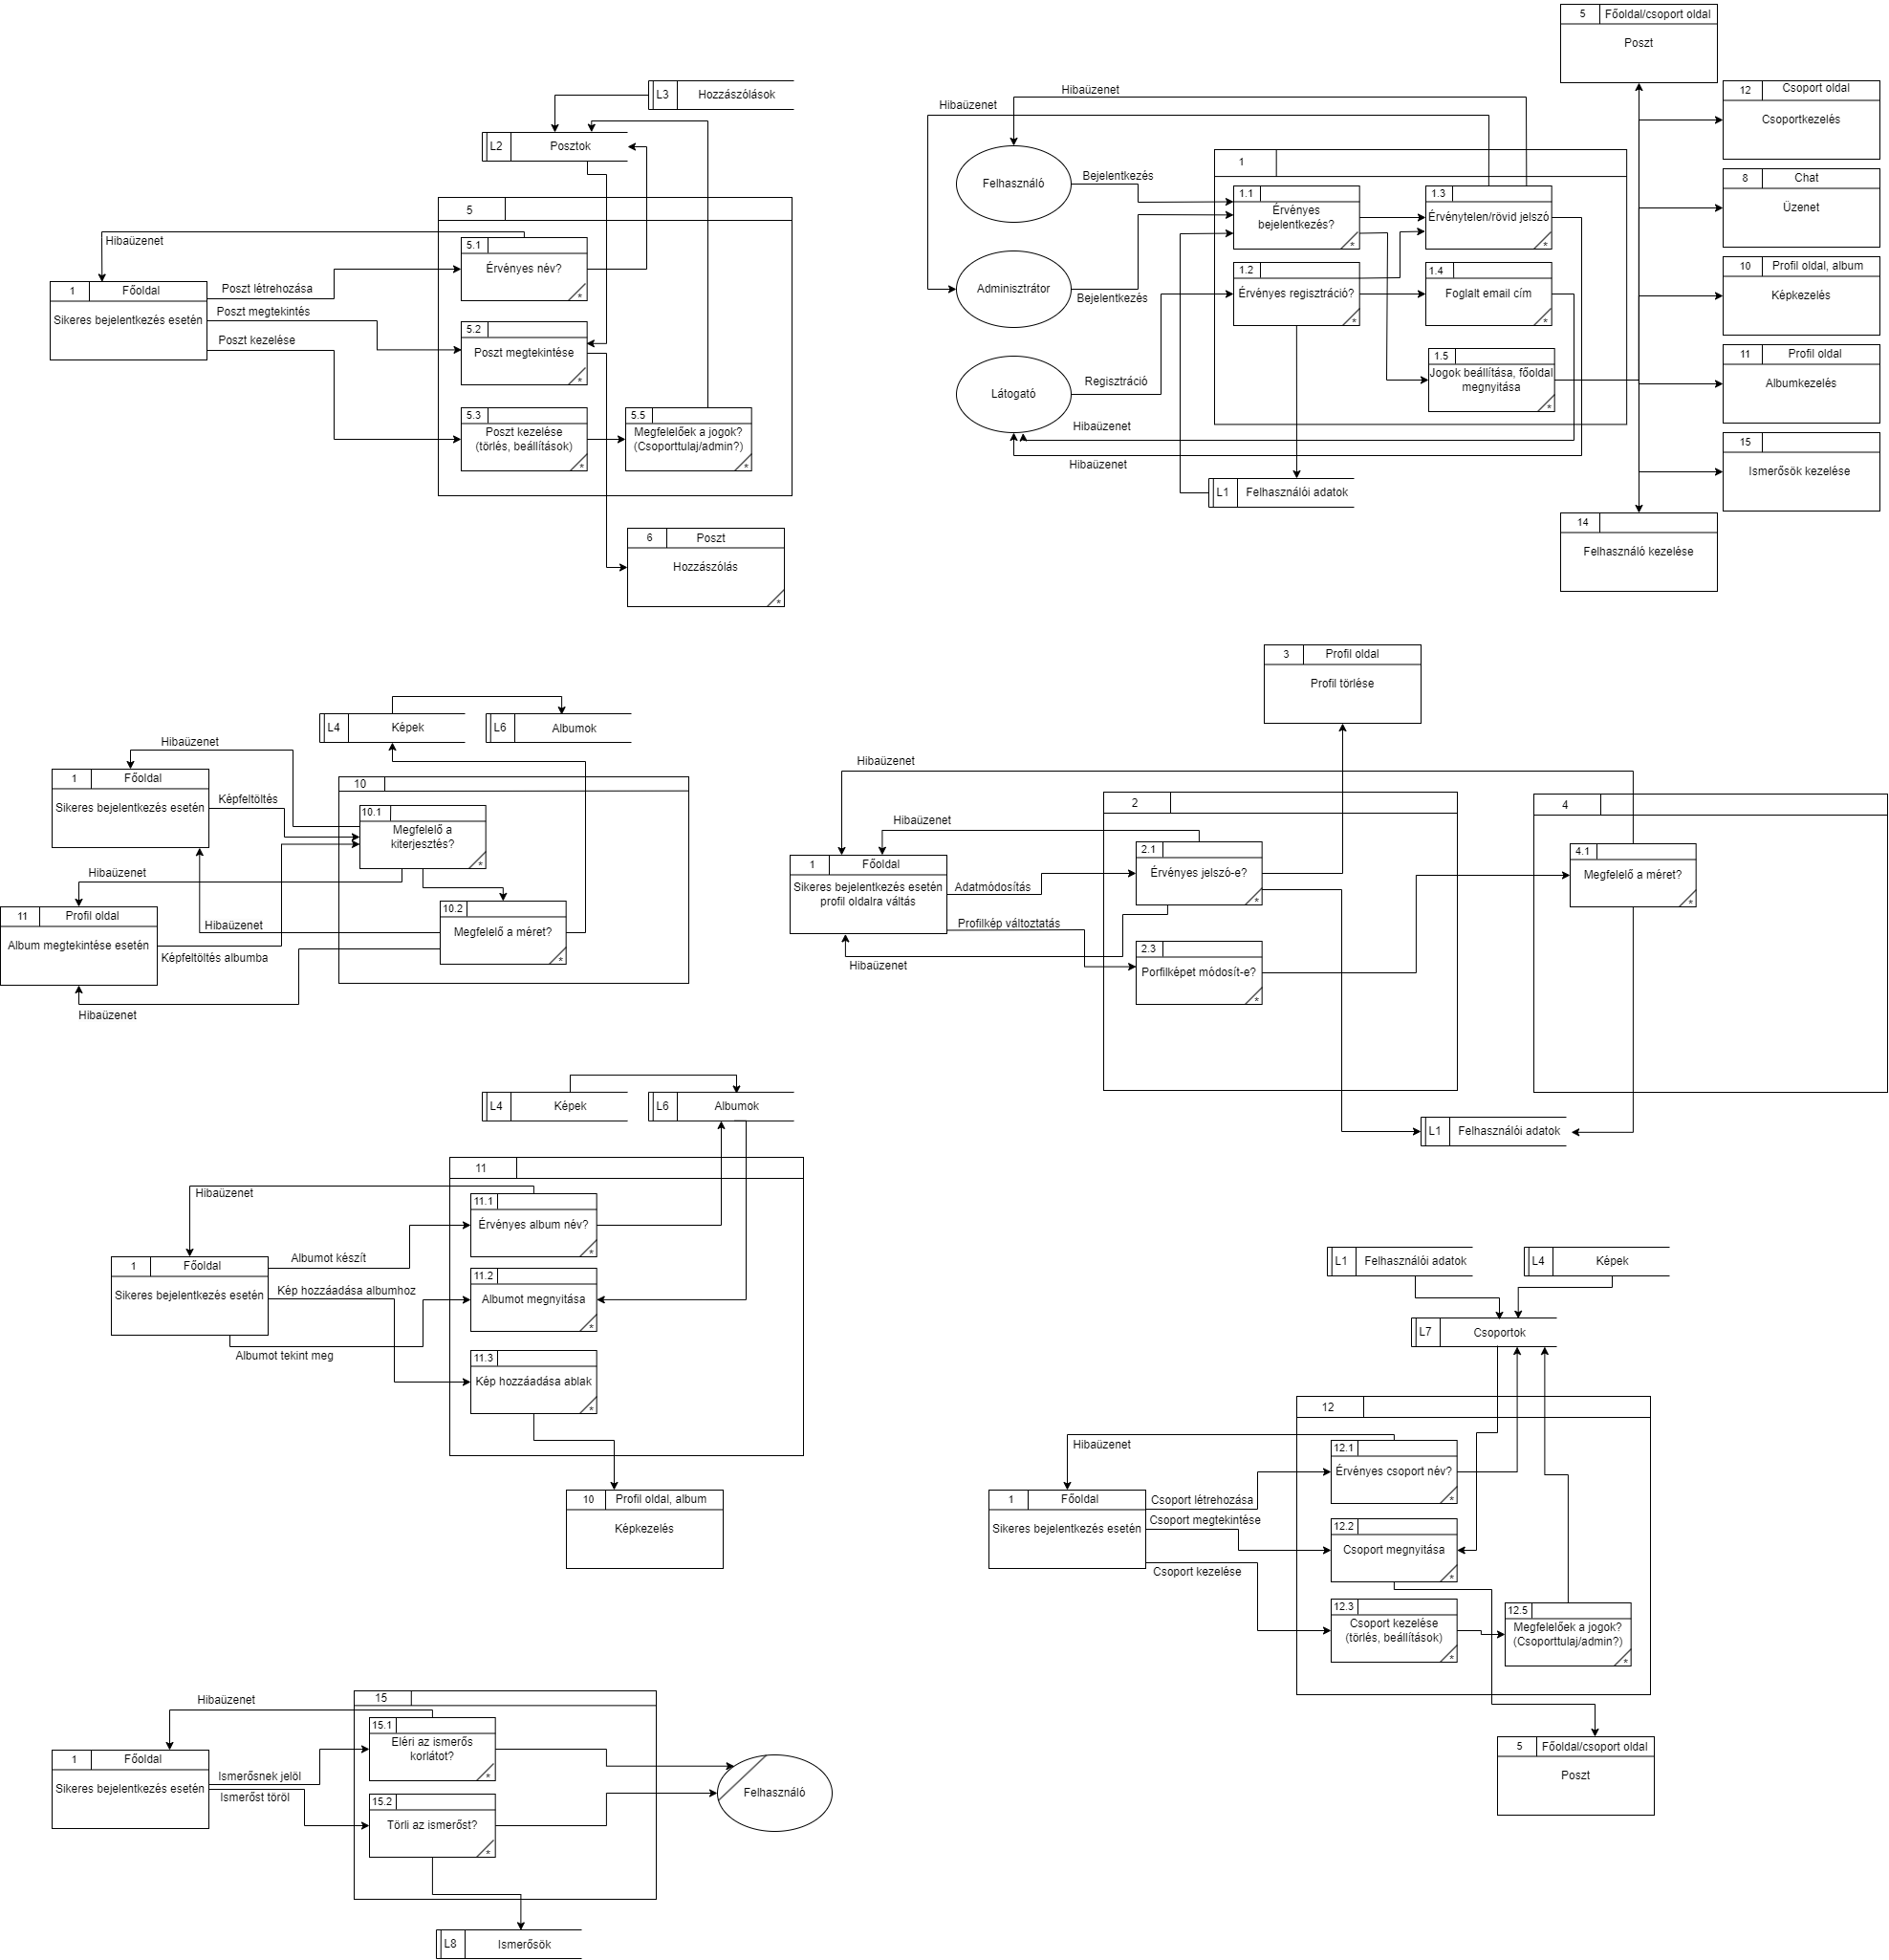 L3
Hozzászólások
L2
Posztok
5
Hibaüzenet
5.1
Érvényes név?
*
1
Főoldal
Sikeres bejelentkezés esetén
Poszt létrehozása
Poszt megtekintés
Poszt kezelése
5.2
Poszt megtekintése
*
5.3
Poszt kezelése
(törlés, beállítások)
*
5.5
Megfelelőek a jogok?
(Csoporttulaj/admin?)
*
6
Poszt
Hozzászólás
*
5
Főoldal/csoport oldal
Poszt
Hibaüzenet
Hibaüzenet
Felhasználó
Bejelentkezés
Adminisztrátor
Bejelentkezés
Látogató
Regisztráció
Hibaüzenet
Hibaüzenet
1
1.1
Érvényes
bejelentkezés?
*
1.3
Érvénytelen/rövid jelszó
*
1.2
Érvényes regisztráció?
*
1.4
Foglalt email cím
*
1.5
Jogok beállítása, főoldal
megnyitása
*
L1
Felhasználói adatok
12
Csoport oldal
Csoportkezelés
8
Chat
Üzenet
10
Profil oldal, album
Képkezelés
11
Profil oldal
Albumkezelés
15
Ismerősök kezelése
14
Felhasználó kezelése
L4
Képek
L6
Albumok
Hibaüzenet
1
Főoldal
Sikeres bejelentkezés esetén
Képfeltöltés
10
10.1
Megfelelő a
kiterjesztés?
*
Hibaüzenet
10.2
Megfelelő a méret?
*
11
Profil oldal
Album megtekintése esetén
Hibaüzenet
Képfeltöltés albumba
Hibaüzenet
3
Profil oldal
Profil törlése
Hibaüzenet
2
4
Hibaüzenet
1
Főoldal
Sikeres bejelentkezés esetén
profil oldalra váltás
Adatmódosítás
2.1
Érvényes jelszó-e?
*
4.1
Megfelelő a méret?
*
Profilkép változtatás
Hibaüzenet
2.3
Porfilképet módosít-e?
*
L1
Felhasználói adatok
L4
Képek
L6
Albumok
11
Hibaüzenet
11.1
Érvényes album név?
*
1
Főoldal
Sikeres bejelentkezés esetén
Albumot készít
Kép hozzáadása albumhoz
Albumot tekint meg
11.2
Albumot megnyitása
*
11.3
Kép hozzáadása ablak
*
10
Profil oldal, album
Képkezelés
L1
Felhasználói adatok
L4
Képek
L7
Csoportok
12
Hibaüzenet
12.1
Érvényes csoport név?
*
1
Főoldal
Sikeres bejelentkezés esetén
Csoport létrehozása
Csoport megtekintése
Csoport kezelése
12.2
Csoport megnyitása
*
12.3
Csoport kezelése
(törlés, beállítások)
*
12.5
Megfelelőek a jogok?
(Csoporttulaj/admin?)
*
5
Főoldal/csoport oldal
Poszt
15
Hibaüzenet
15.1
Eléri az ismerős
korlátot?
*
1
Főoldal
Sikeres bejelentkezés esetén
Ismerősnek jelöl
Ismerőst töröl
15.2
Törli az ismerőst?
*
Felhasználó
L8
Ismerősök